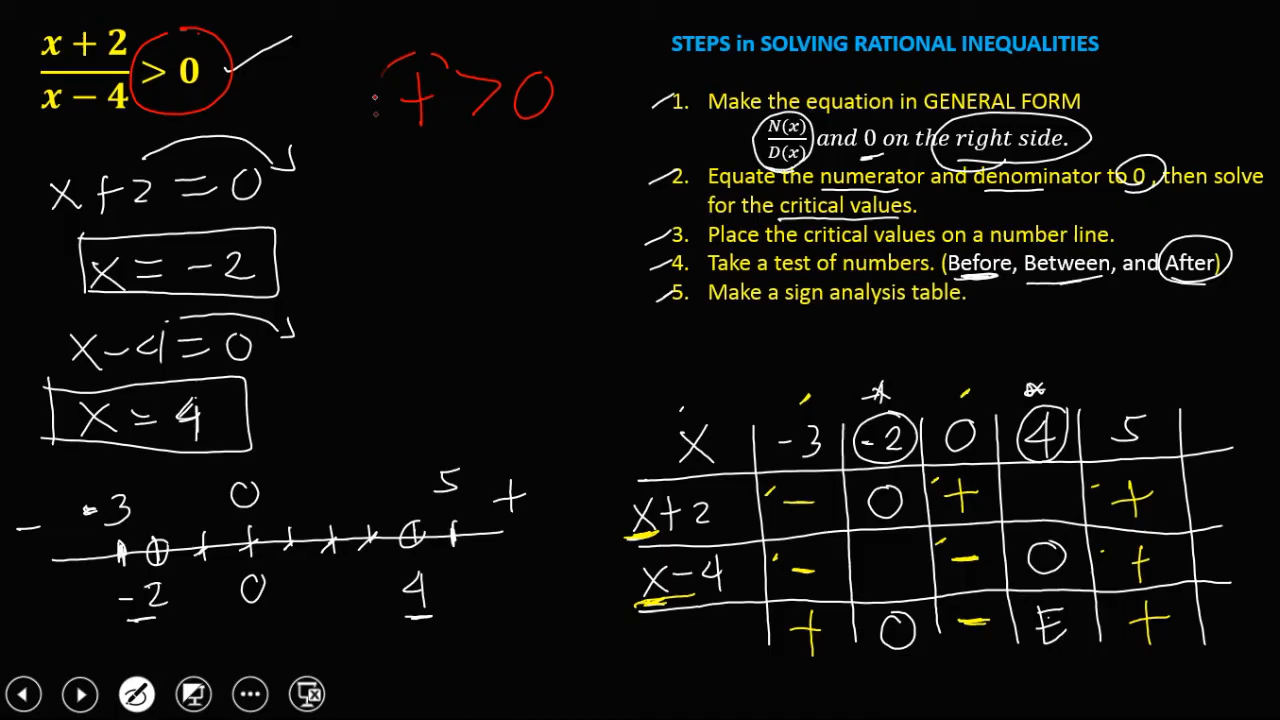 x + 2
x − 4
> 0
+ > 0
x + 2 = 0
x = -2
x - 4 = 0
x = 4
-3 0 5
- +
-2 0 4
STEPS in SOLVING RATIONAL INEQUALITIES
1. Make the equation in GENERAL FORM
N(x)
D(x)
and 0 on the right side.
2. Equate the numerator and denominator to 0 , then solve
for the critical values.
3. Place the critical values on a number line.
4. Take a test of numbers. (Before, Between, and After)
5. Make a sign analysis table.
x -3 -2 0 4 5
x+2 - 0 + +
x-4 - - 0 +
+ 0 - E +